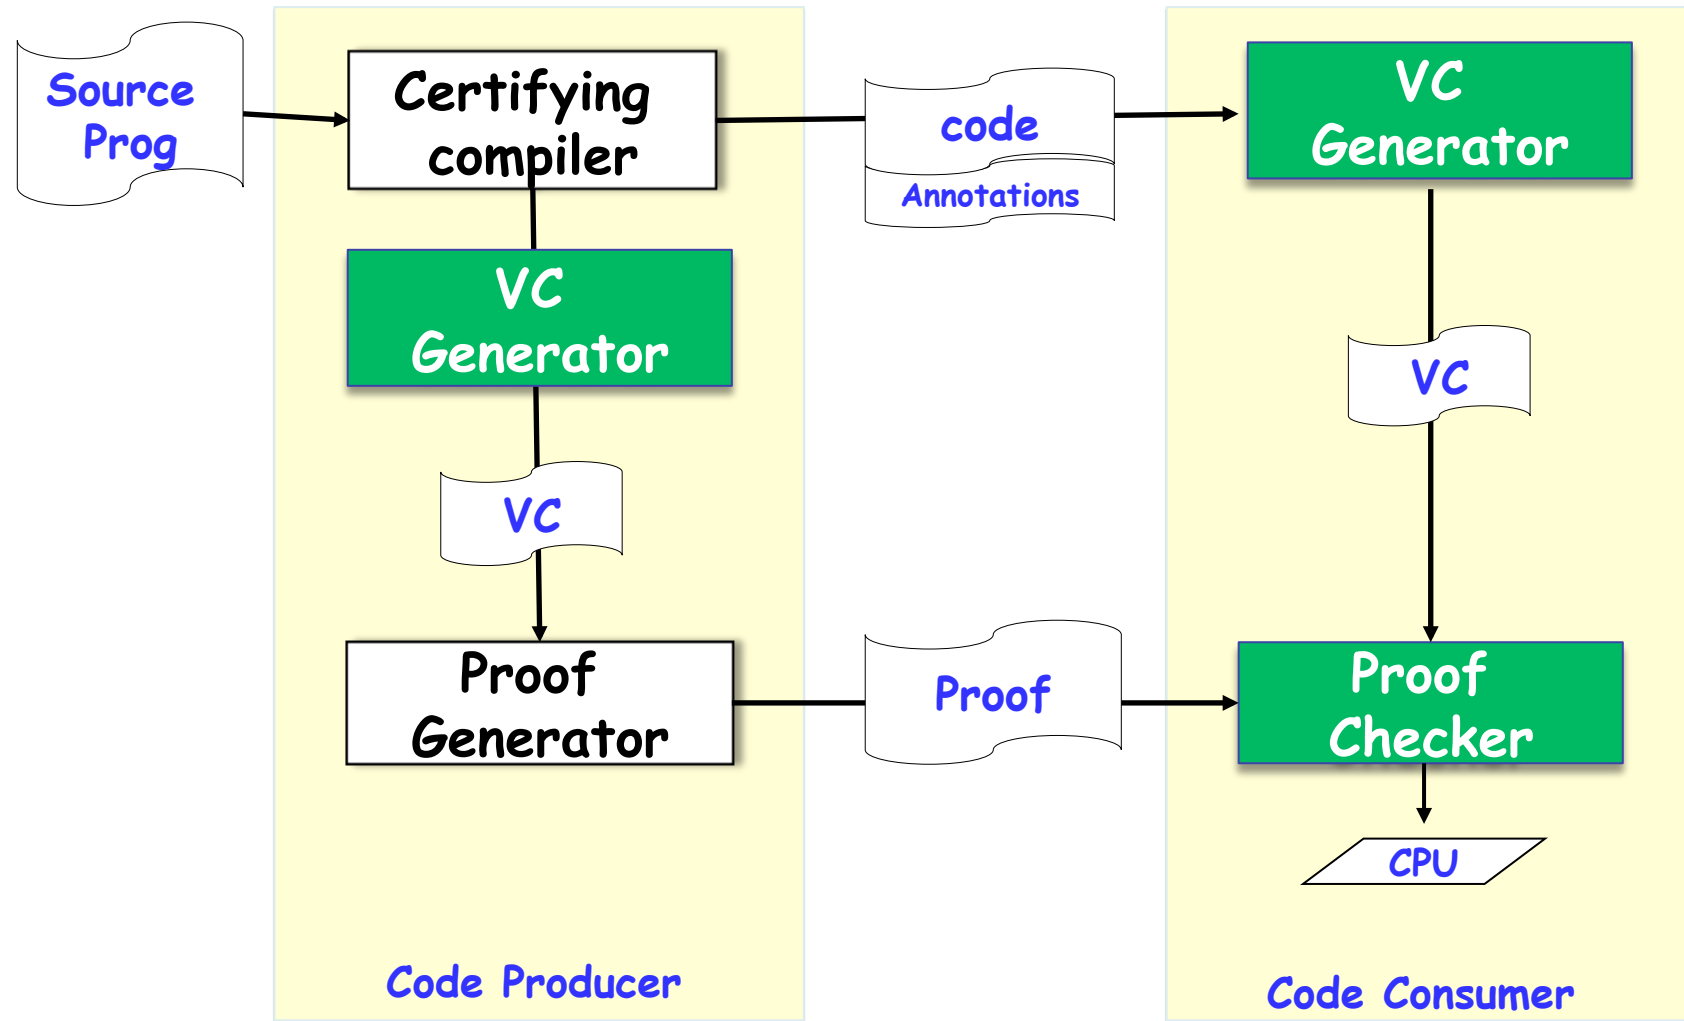 Source
Prog
Certifying
compiler
code
Annotations
VC
Generator
VC
Generator
VC
VC
Proof
Generator
Proof
Proof
Checker
CPU
Code Producer
Code Consumer